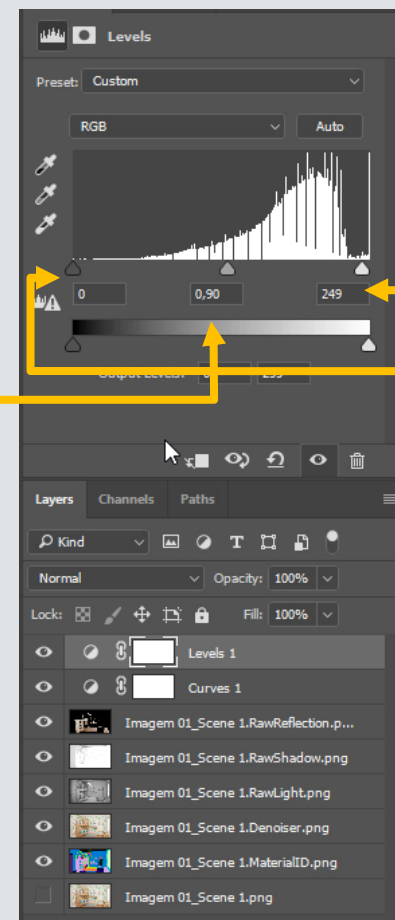 Levels
Preset: Custom
RGB Auto
0 0,90 249
Layers Channels Paths
Kind
Normal Opacity: 100%
Lock: Fill: 100%
Levels 1
Curves 1
Imagem 01_Scene 1.RawReflection.p...
Imagem 01_Scene 1.RawShadow.png
Imagem 01_Scene 1.RawLight.png
Imagem 01_Scene 1.Denoiser.png
Imagem 01_Scene 1.MaterialID.png
Imagem 01_Scene 1.png